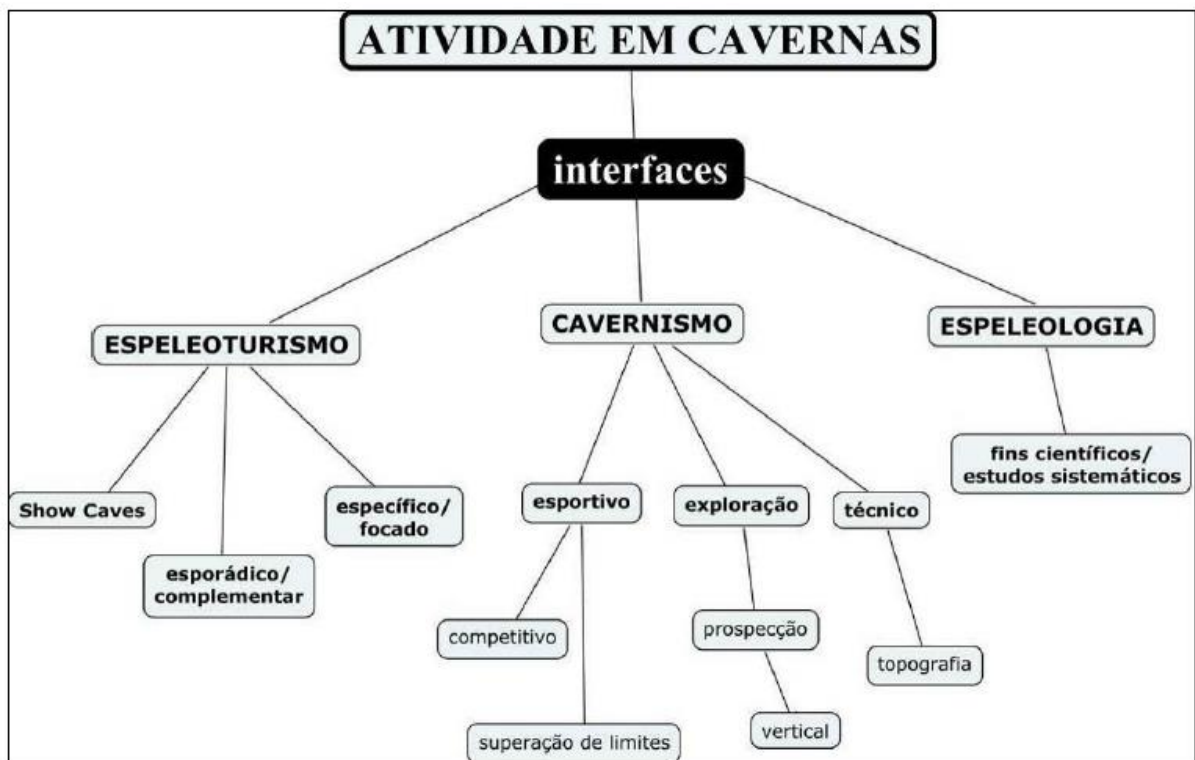 ATIVIDADE EM CAVERNAS
interfaces
ESPELEOTURISMO
CAVERNISMO
ESPELEOLOGIA
Show Caves
esporádico/
complementar
específico/
focado
esportivo
exploração
técnico
fins científicos/
estudos sistemáticos
competitivo
superação de limites
prospecção
vertical
topografia